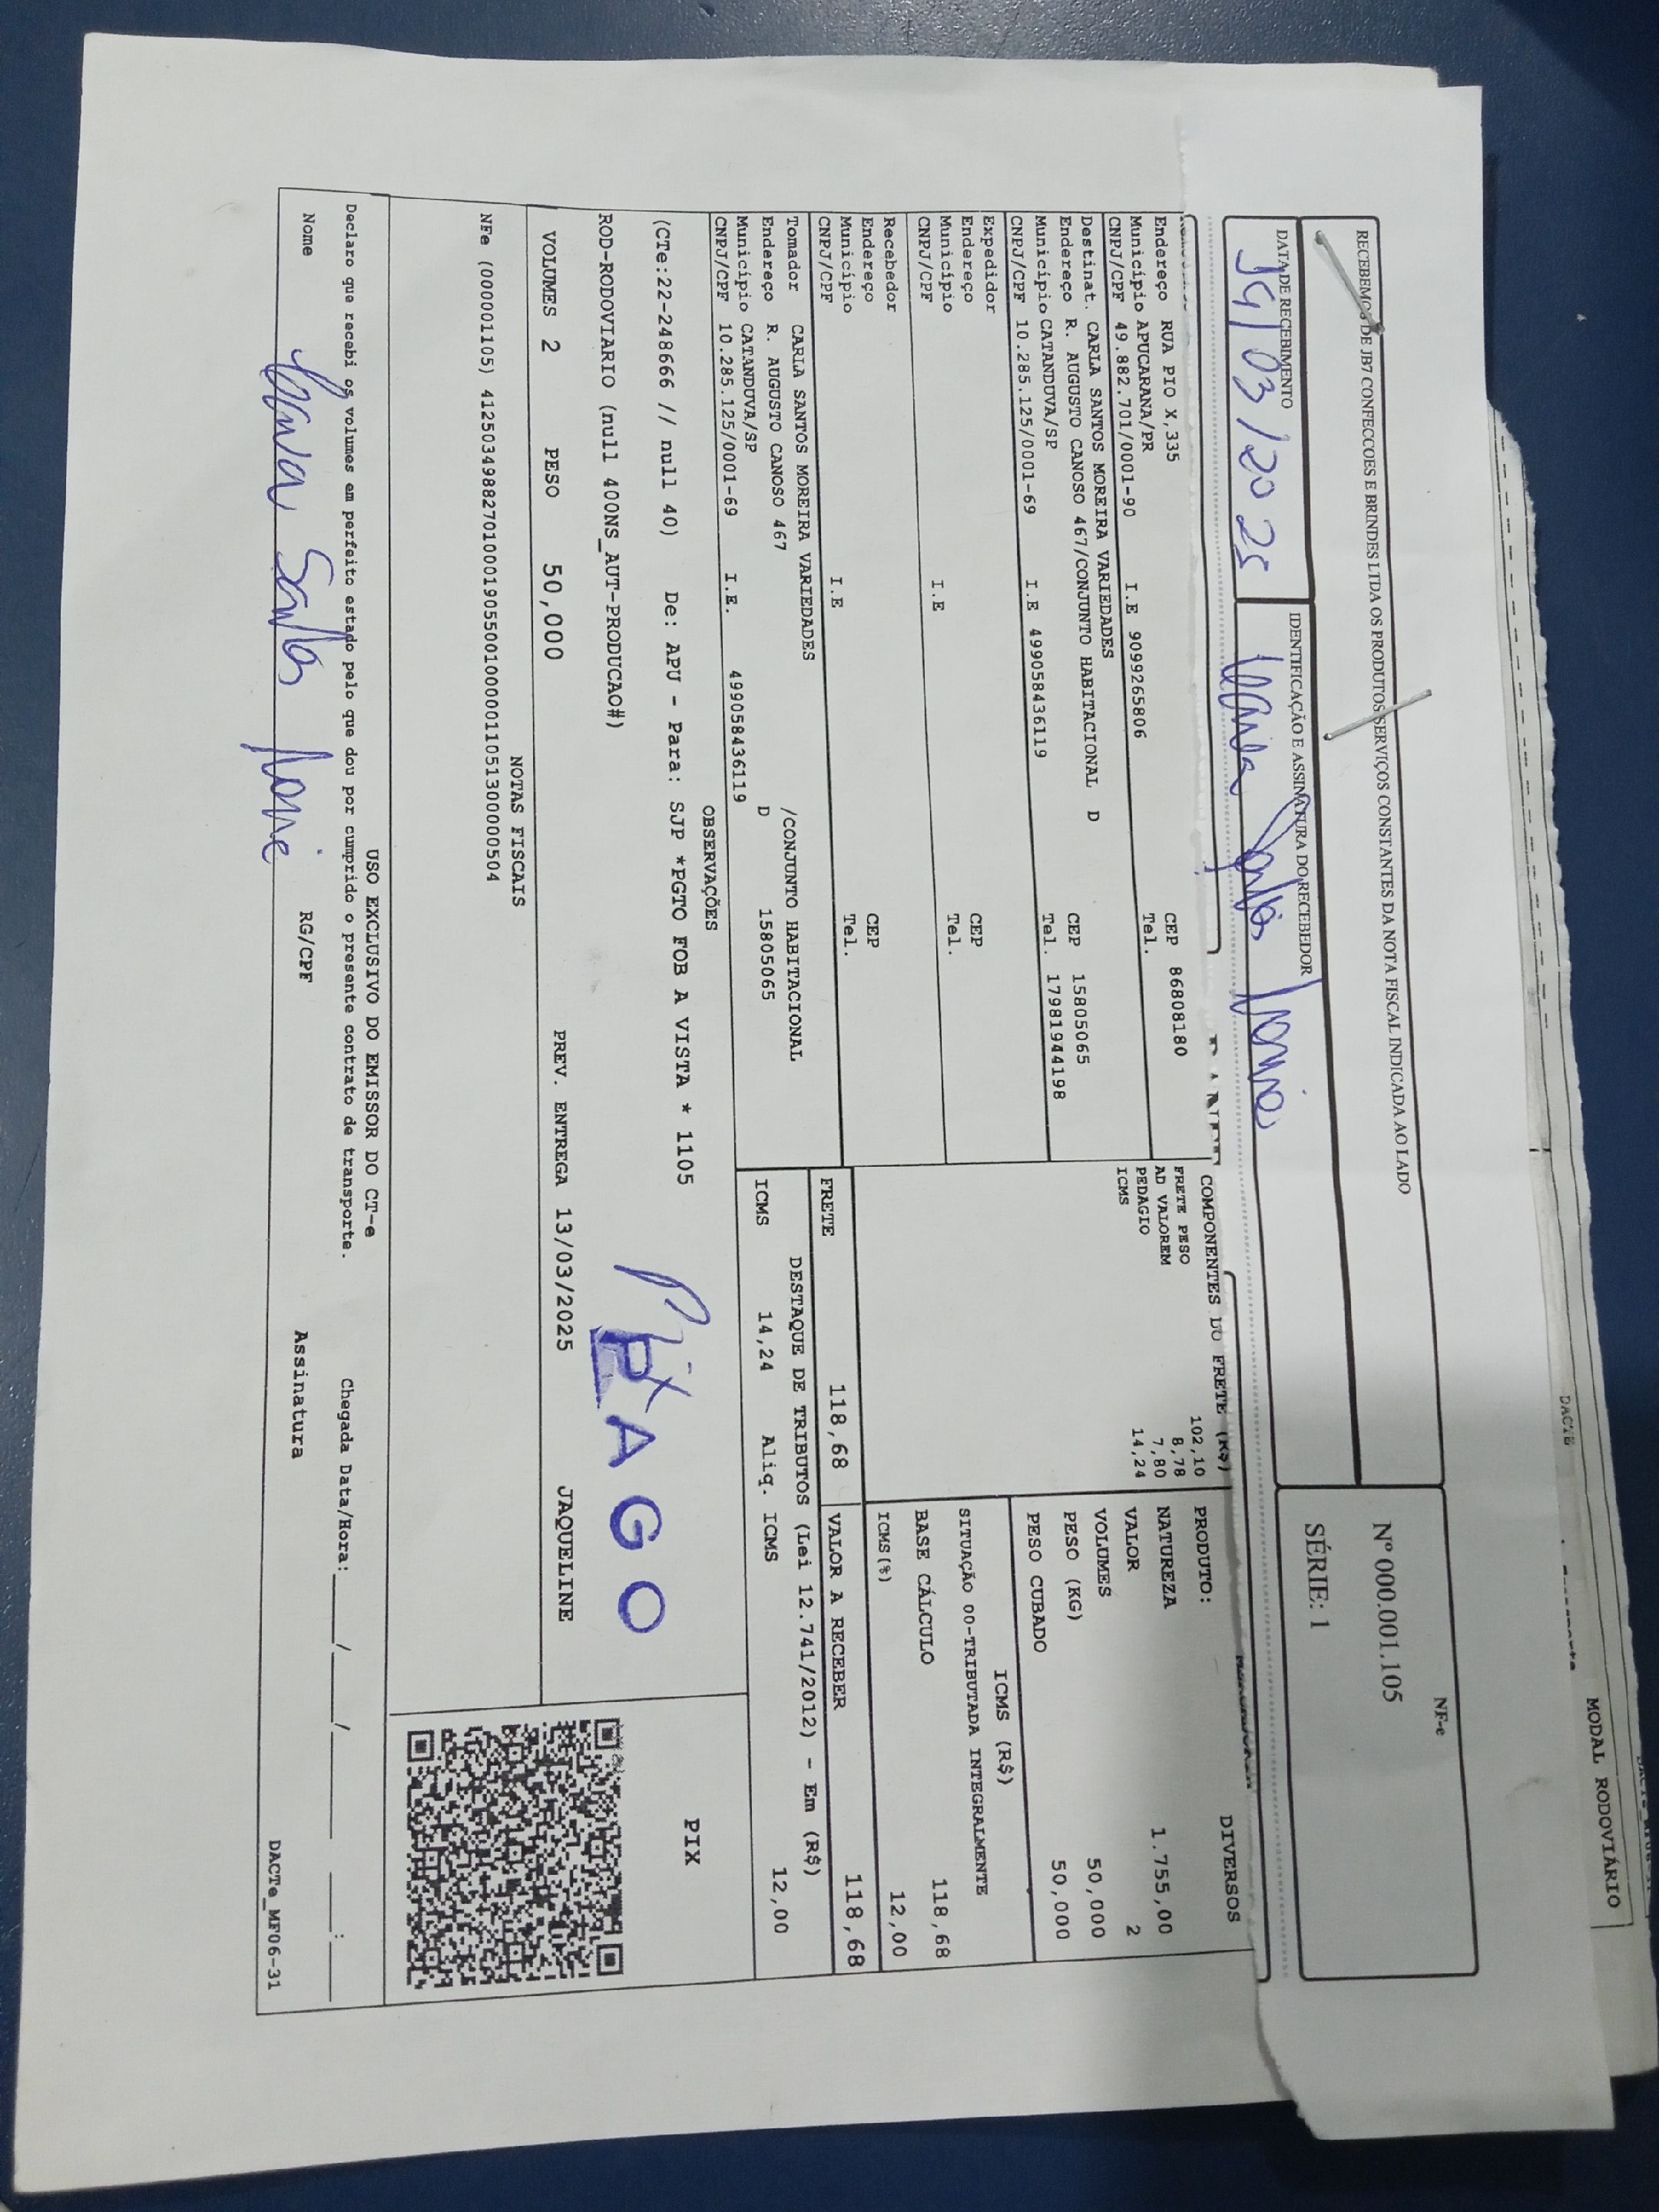 MODAL RODOVIÁRIO
DACTE
RECEBEMOS DE JB7 CONFECCOES E BRINDES LTDA OS PRODUTOS/SERVIÇOS CONSTANTES DA NOTA FISCAL INDICADA AO LADO
NF-e
Nº 000.001.105
SÉRIE: 1
DATA DE RECEBIMENTO
IDENTIFICAÇÃO E ASSINATURA DO RECEBEDOR
/03/2025
Endereço RUA PIO X,335 CEP 86808180
Município APUCARANA/PR Tel.
CNPJ/CPF 49.882.701/0001-90 I.E 9099265806
Destinat. CARLA SANTOS MOREIRA VARIEDADES
Endereço R. AUGUSTO CANOSO 467/CONJUNTO HABITACIONAL D CEP 15805065
Município CATANDUVA/SP Tel. 17981944198
CNPJ/CPF 10.285.125/0001-69 I.E 499058436119
Expedidor
Endereço CEP
Município Tel.
CNPJ/CPF I.E
Recebedor
Endereço CEP
Município Tel.
CNPJ/CPF I.E
Tomador CARLA SANTOS MOREIRA VARIEDADES /CONJUNTO HABITACIONAL
Endereço R. AUGUSTO CANOSO 467 D 15805065
Município CATANDUVA/SP
CNPJ/CPF 10.285.125/0001-69 I.E. 499058436119
COMPONENTES DO FRETE (R$)
FRETE PESO 102,10
AD VALOREM 8,78
PEDAGIO 7,80
ICMS 14,24
PRODUTO: DIVERSOS
NATUREZA
VALOR 1.755,00
VOLUMES 2
PESO (KG) 50,000
PESO CUBADO 50,000
ICMS (R$)
SITUAÇÃO 00-TRIBUTADA INTEGRALMENTE
BASE CÁLCULO 118,68
ICMS(%) 12,00
FRETE 118,68
VALOR A RECEBER 118,68
DESTAQUE DE TRIBUTOS (Lei 12.741/2012) - Em (R$)
ICMS 14,24 Aliq. ICMS 12,00
OBSERVAÇÕES
(CTe:22-248666 // null 40) De: APU - Para: SJP *PGTO FOB A VISTA * 1105
ROD-RODOVIARIO (null 400NS_AUT-PRODUCAO#)
Pix
PAGO
PIX
VOLUMES 2 PESO 50,000 PREV. ENTREGA 13/03/2025 JAQUELINE
NOTAS FISCAIS
NFe (000001105) 41250349882701000190550010000011051300000504
USO EXCLUSIVO DO EMISSOR DO CT-e
Declaro que recebi os volumes em perfeito estado pelo que dou por cumprido o presente contrato de transporte. Chegada Data/Hora:____/____/____ ____:____
Nome RG/CPF Assinatura
DACTe_MF06-31